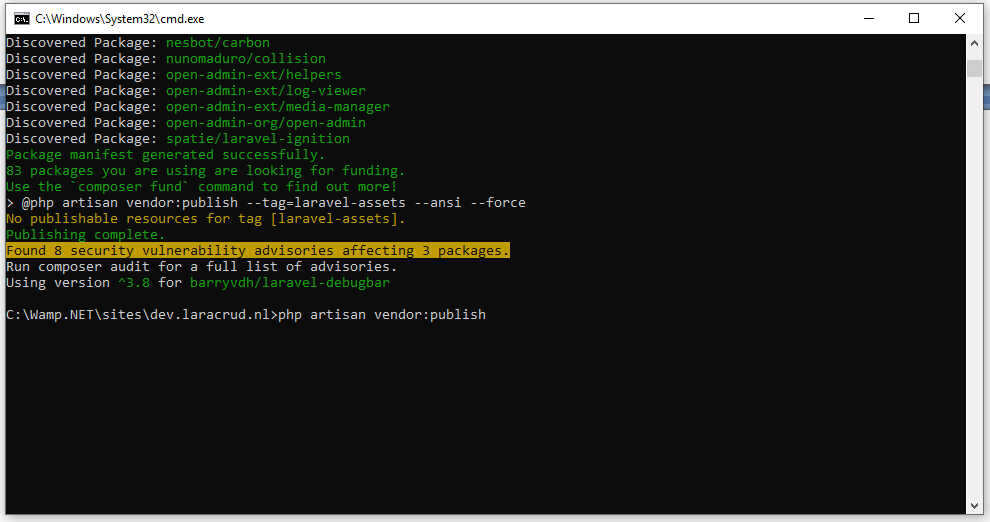 C:\Windows\System32\cmd.exe
Discovered Package: nesbot/carbon
Discovered Package: nunomaduro/collision
Discovered Package: open-admin-ext/helpers
Discovered Package: open-admin-ext/log-viewer
Discovered Package: open-admin-ext/media-manager
Discovered Package: open-admin-org/open-admin
Discovered Package: spatie/laravel-ignition
Package manifest generated successfully.
83 packages you are using are looking for funding.
Use the `composer fund` command to find out more!
> @php artisan vendor:publish --tag=laravel-assets --ansi --force
No publishable resources for tag [laravel-assets].
Publishing complete.
Found 8 security vulnerability advisories affecting 3 packages.
Run composer audit for a full list of advisories.
Using version ^3.8 for barryvdh/laravel-debugbar
C:\Wamp.NET\sites\dev.laracrud.nl>php artisan vendor:publish